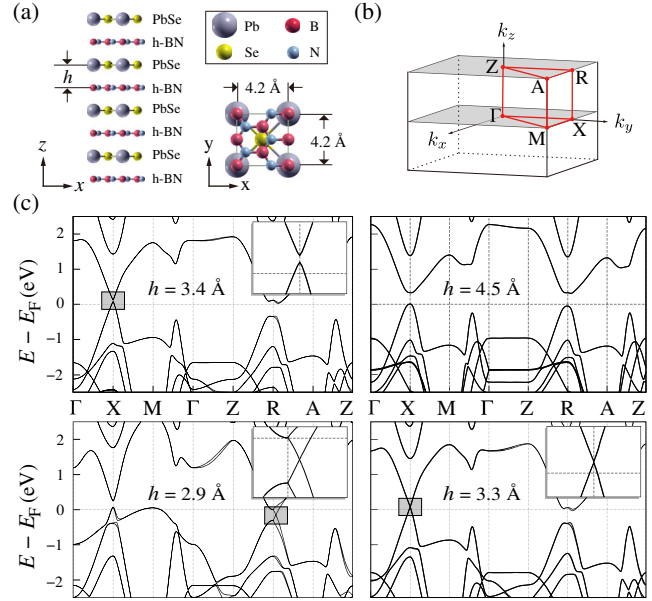 (a)
PbSe
h-BN
PbSe
h-BN
PbSe
h-BN
PbSe
h-BN
h
z
x
Pb
B
Se
N
4.2 Å
4.2 Å
y
x
(b)
k_z
Z
R
A
Γ
X
M
k_x
k_y
(c)
E − E_F (eV)
2
1
0
−1
−2
h = 3.4 Å
h = 4.5 Å
Γ X M Γ Z R A Z
Γ X M Γ Z R A Z
E − E_F (eV)
2
1
0
−1
−2
h = 2.9 Å
h = 3.3 Å